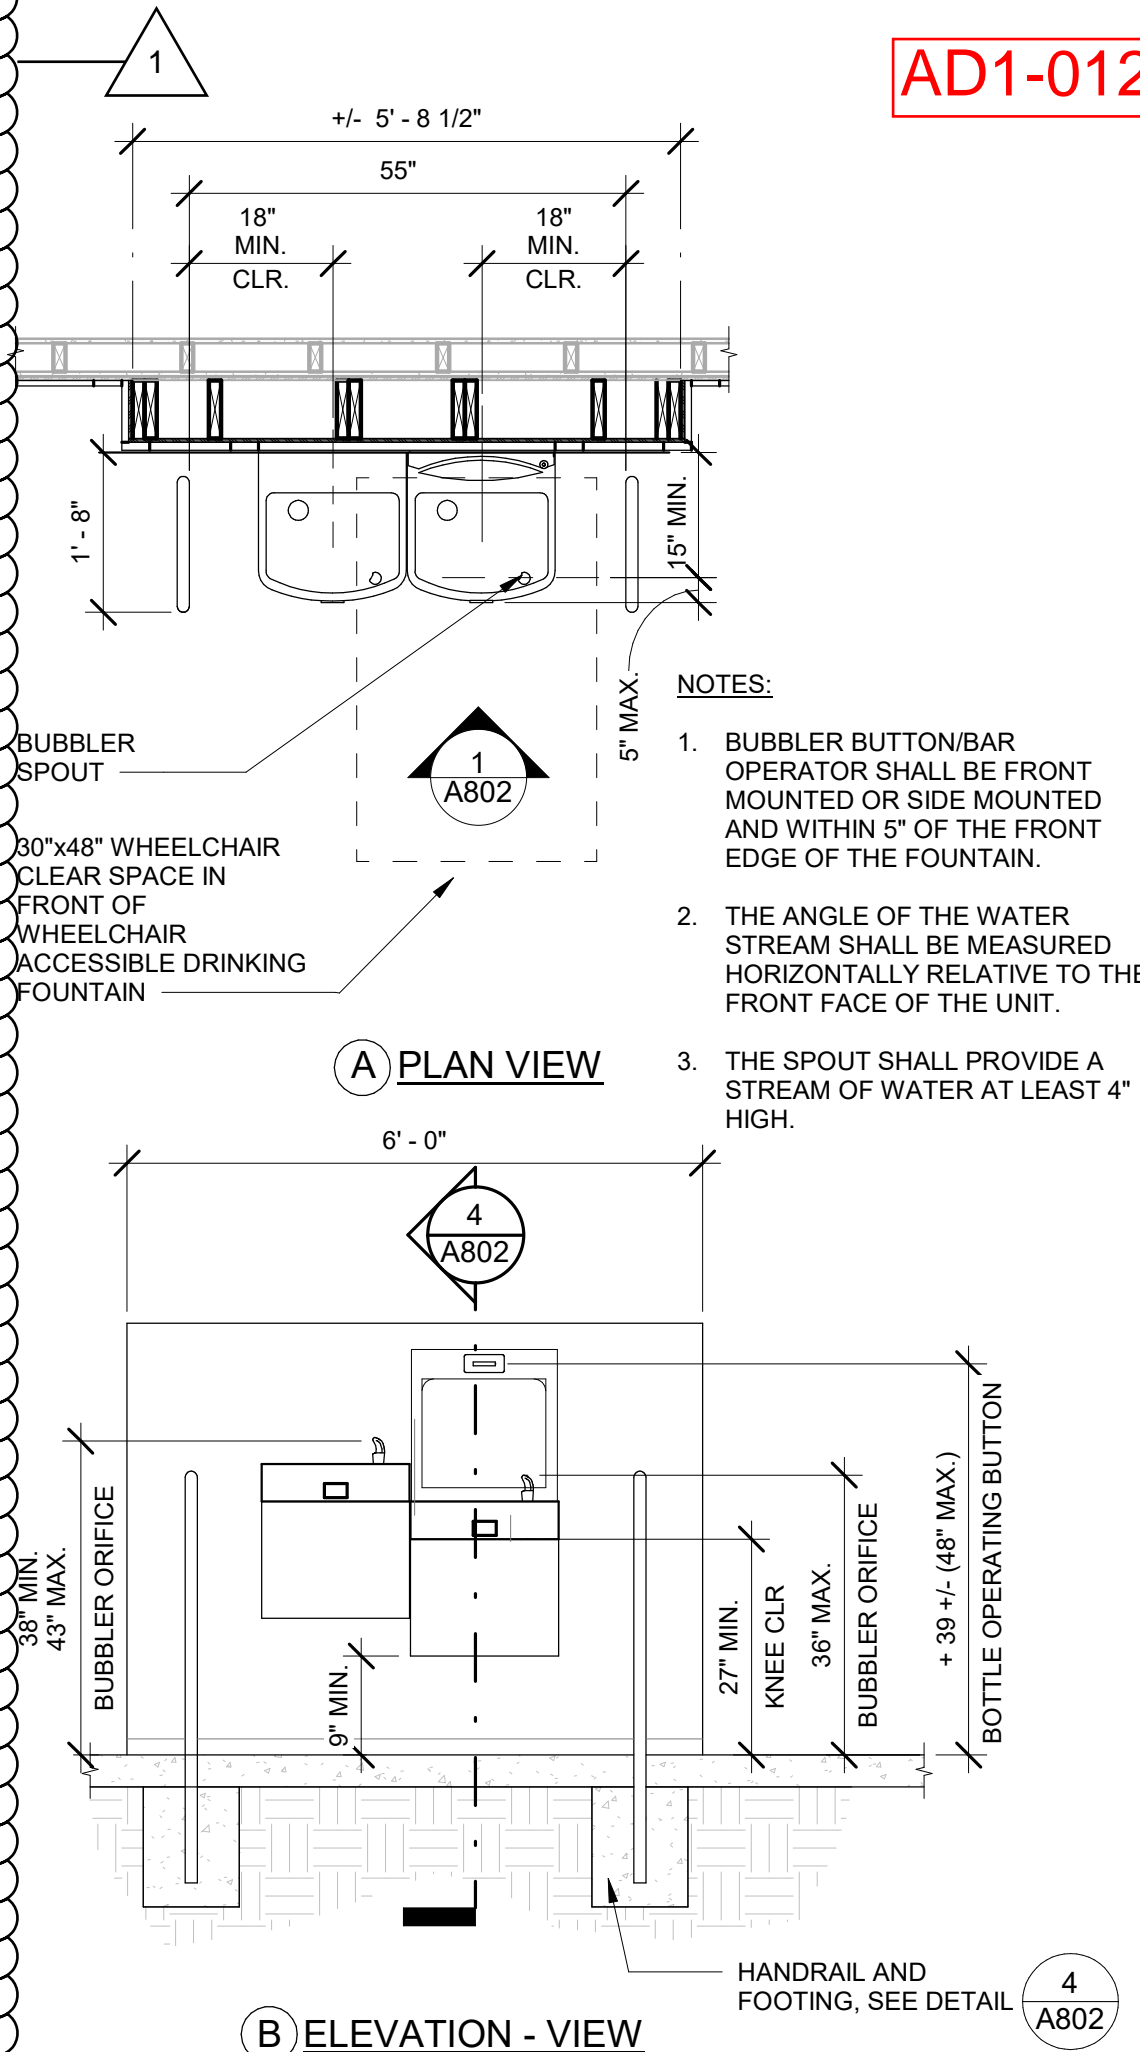 1
AD1-012
+/- 5' - 8 1/2"
55"
18"
MIN.
CLR.
18"
MIN.
CLR.
1' - 8"
15" MIN.
5" MAX.
BUBBLER
SPOUT
1
A802
30"x48" WHEELCHAIR
CLEAR SPACE IN
FRONT OF
WHEELCHAIR
ACCESSIBLE DRINKING
FOUNTAIN
NOTES:
1. BUBBLER BUTTON/BAR
OPERATOR SHALL BE FRONT
MOUNTED OR SIDE MOUNTED
AND WITHIN 5" OF THE FRONT
EDGE OF THE FOUNTAIN.
2. THE ANGLE OF THE WATER
STREAM SHALL BE MEASURED
HORIZONTALLY RELATIVE TO THE
FRONT FACE OF THE UNIT.
3. THE SPOUT SHALL PROVIDE A
STREAM OF WATER AT LEAST 4"
HIGH.
A PLAN VIEW
6' - 0"
4
A802
38" MIN.
43" MAX.
BUBBLER ORIFICE
9" MIN.
27" MIN.
KNEE CLR
36" MAX.
BUBBLER ORIFICE
+ 39 +/- (48" MAX.)
BOTTLE OPERATING BUTTON
HANDRAIL AND
FOOTING, SEE DETAIL
4
A802
B ELEVATION - VIEW